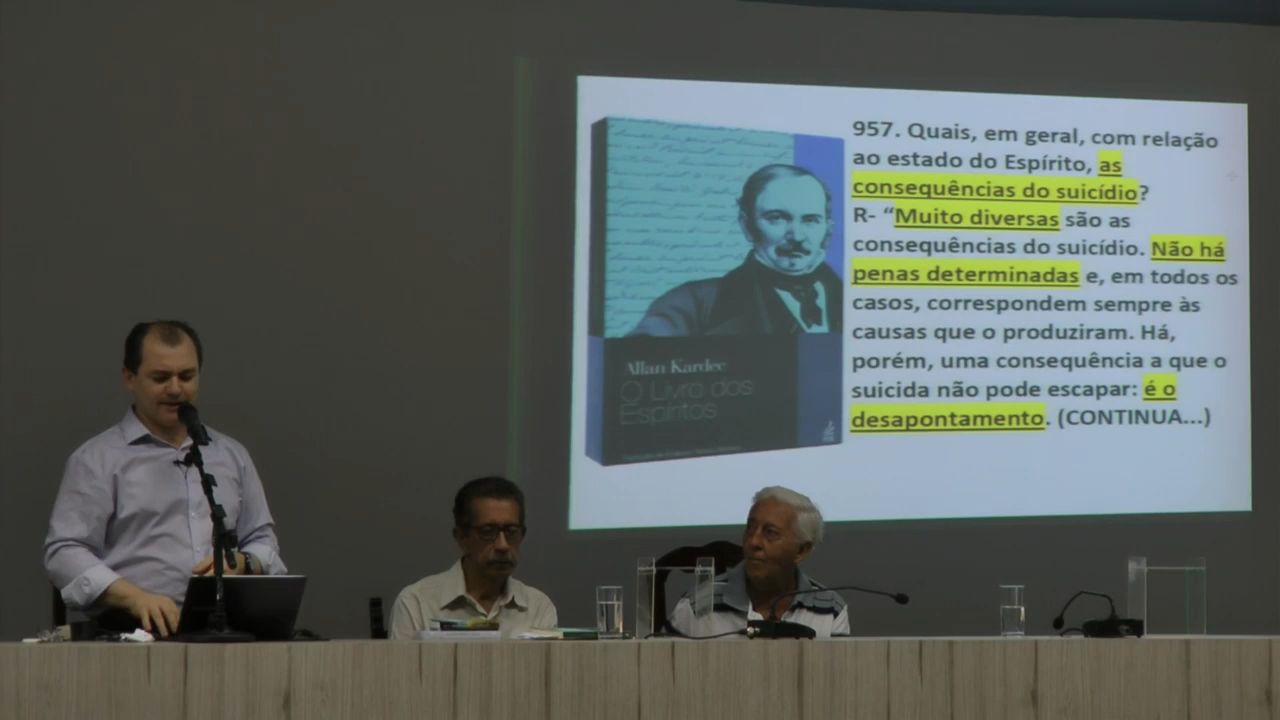 957. Quais, em geral, com relação
ao estado do Espírito, as
consequências do suicídio?
R- “Muito diversas são as
consequências do suicídio. Não há
penas determinadas e, em todos os
casos, correspondem sempre às
causas que o produziram. Há,
porém, uma consequência a que o
suicida não pode escapar: é o
desapontamento. (CONTINUA...)
Allan Kardec
O Livro dos
Espíritos